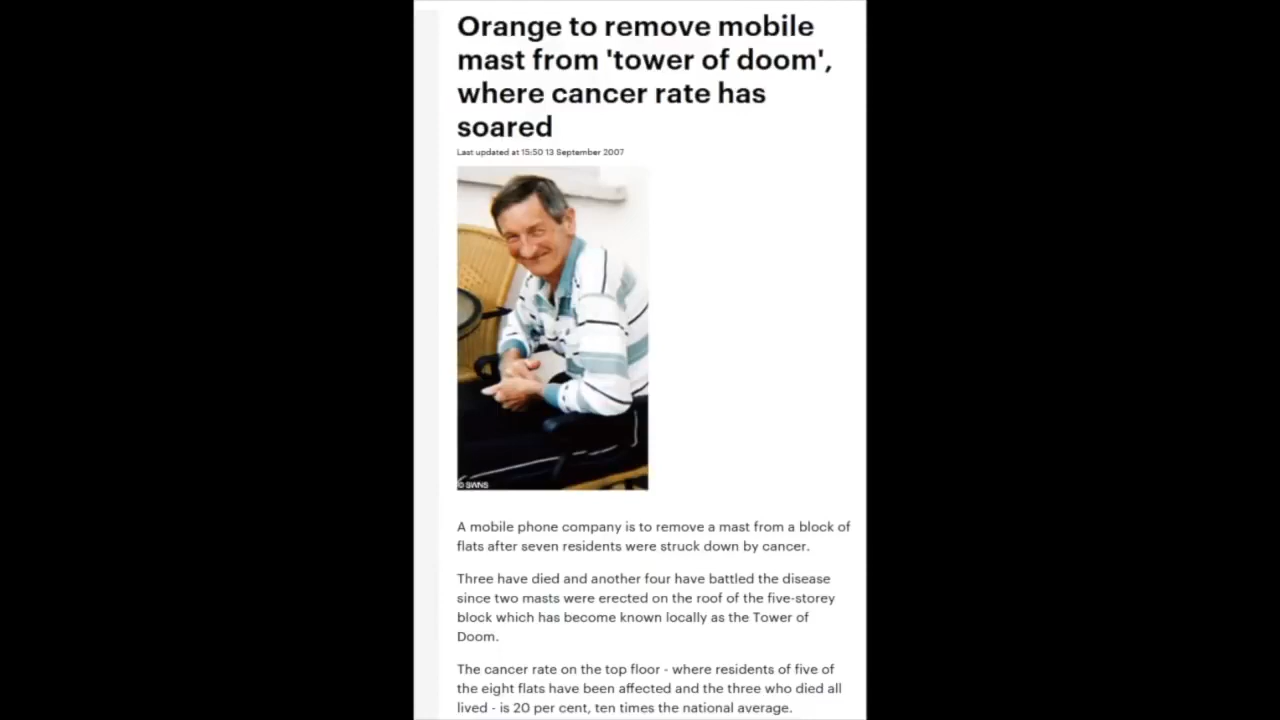 Orange to remove mobile
mast from 'tower of doom',
where cancer rate has
soared
Last updated at 15:50 13 September 2007
© SWNS
A mobile phone company is to remove a mast from a block of
flats after seven residents were struck down by cancer.
Three have died and another four have battled the disease
since two masts were erected on the roof of the five-storey
block which has become known locally as the Tower of
Doom.
The cancer rate on the top floor - where residents of five of
the eight flats have been affected and the three who died all
lived - is 20 per cent, ten times the national average.